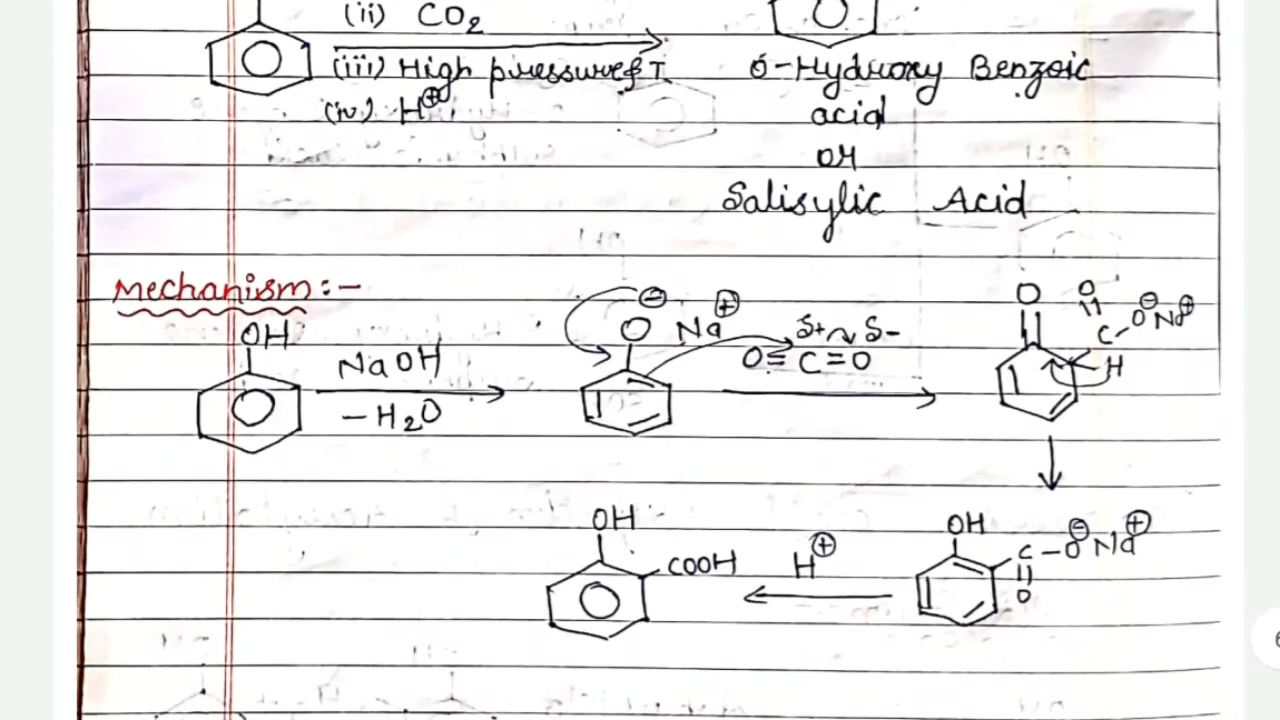 (ii) CO2
(iii) High pressure & T.
(iv) H⊕
O-Hydroxy Benzoic
acid
or
Salisylic Acid
Mechanism:-
OH
NaOH
-H2O
⊖
O Na⊕
δ+ δ-
O=C=O
O O
C-O⊖Na⊕
H
OH
COOH
H⊕
OH
C-O⊖Na⊕
O
6